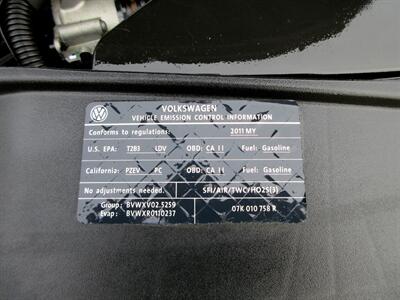 VOLKSWAGEN
VEHICLE EMISSION CONTROL INFORMATION
Conforms to regulations: 2011 MY
U.S. EPA: T2B5 LDV OBD: CA II Fuel: Gasoline
California: PZEV PC OBD: CA II Fuel: Gasoline
No adjustments needed. SFI/AIR/TWC/HO2S(3)
Group: BVWXV02.5259
Evap: BVWXR0110237
07K 010 758 R